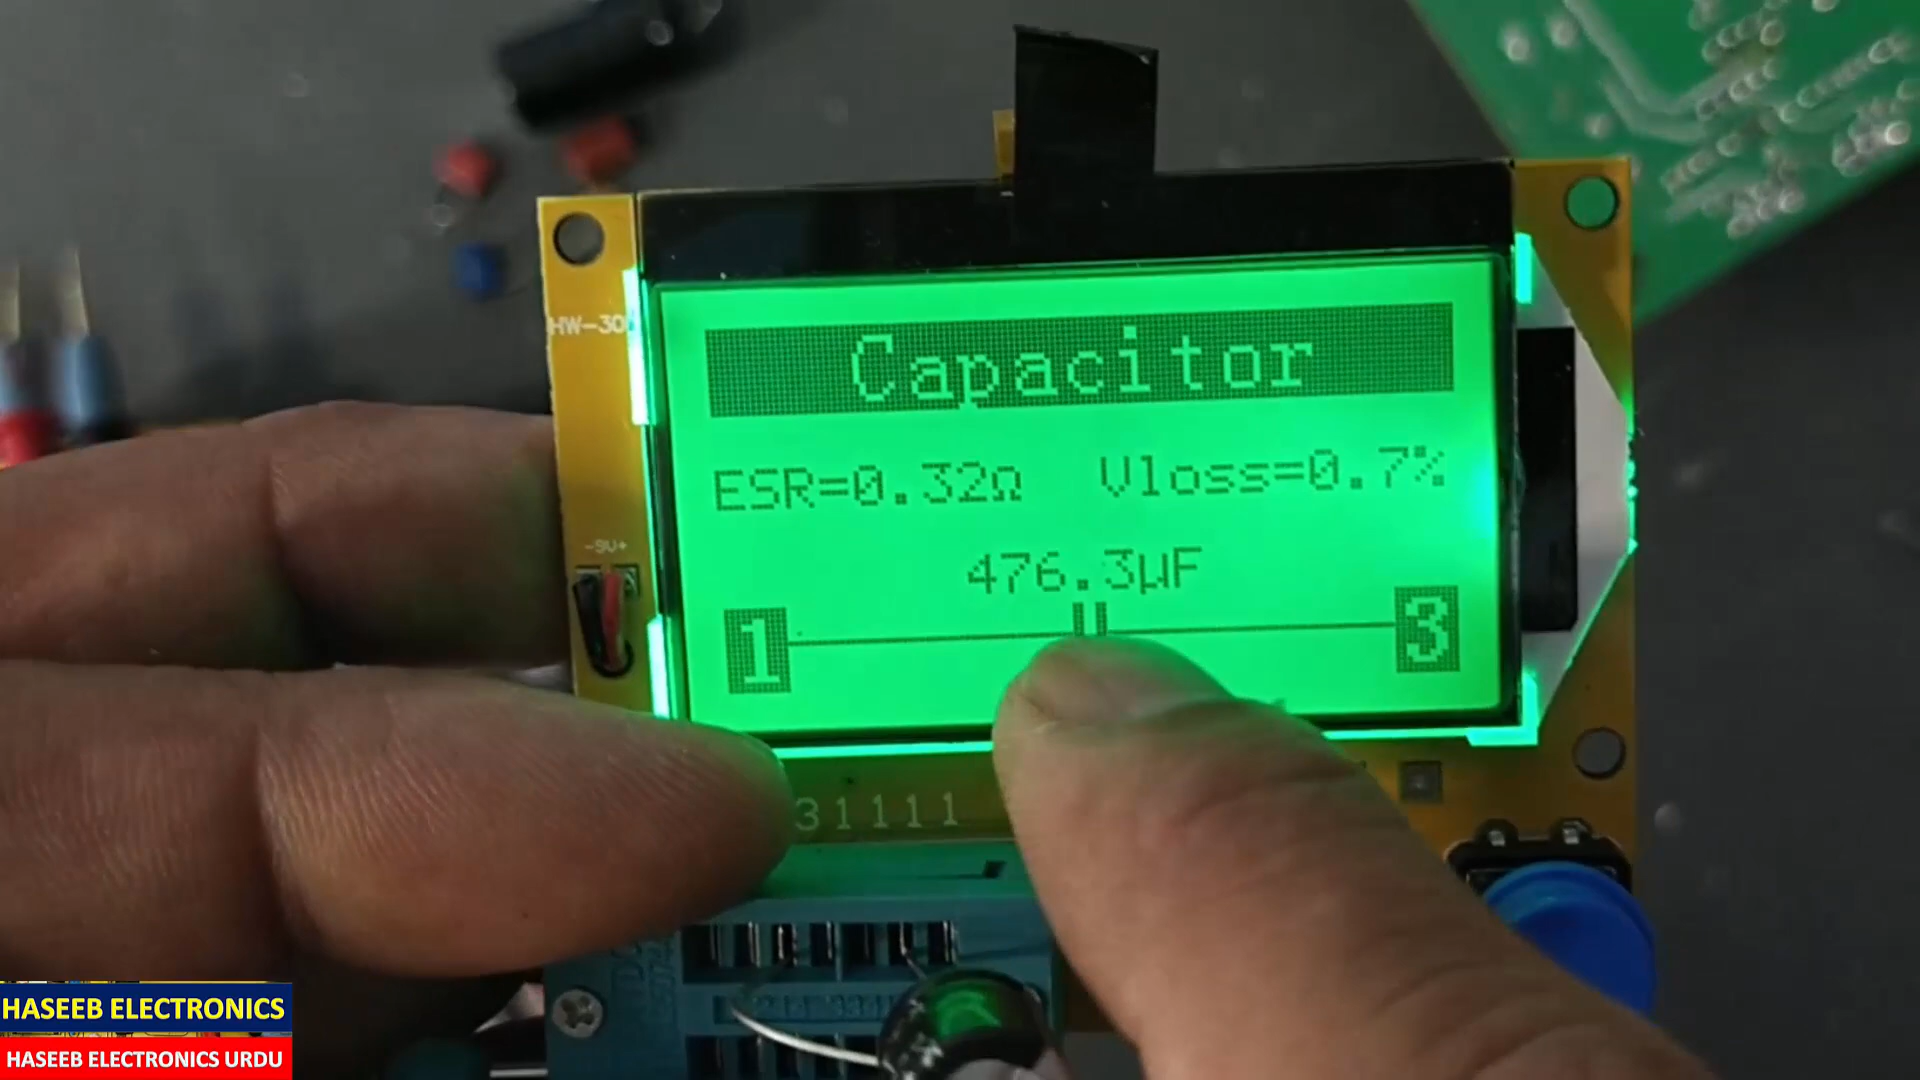 Capacitor
HW-30
ESR=0.32Ω Vloss=0.7%
-9V+
476.3µF
1 3
31111
HASEEB ELECTRONICS
HASEEB ELECTRONICS URDU